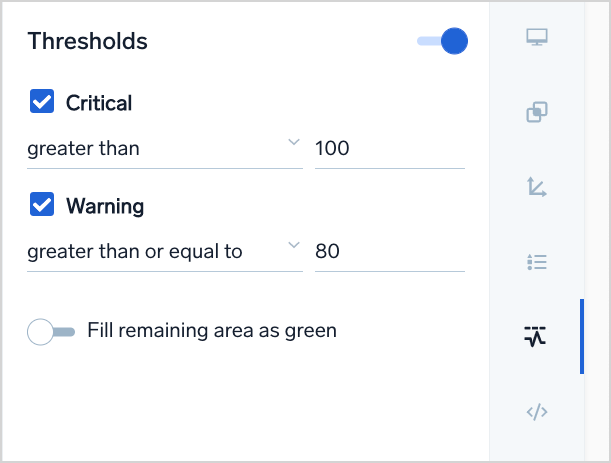 Thresholds
Critical
greater than 100
Warning
greater than or equal to 80
Fill remaining area as green